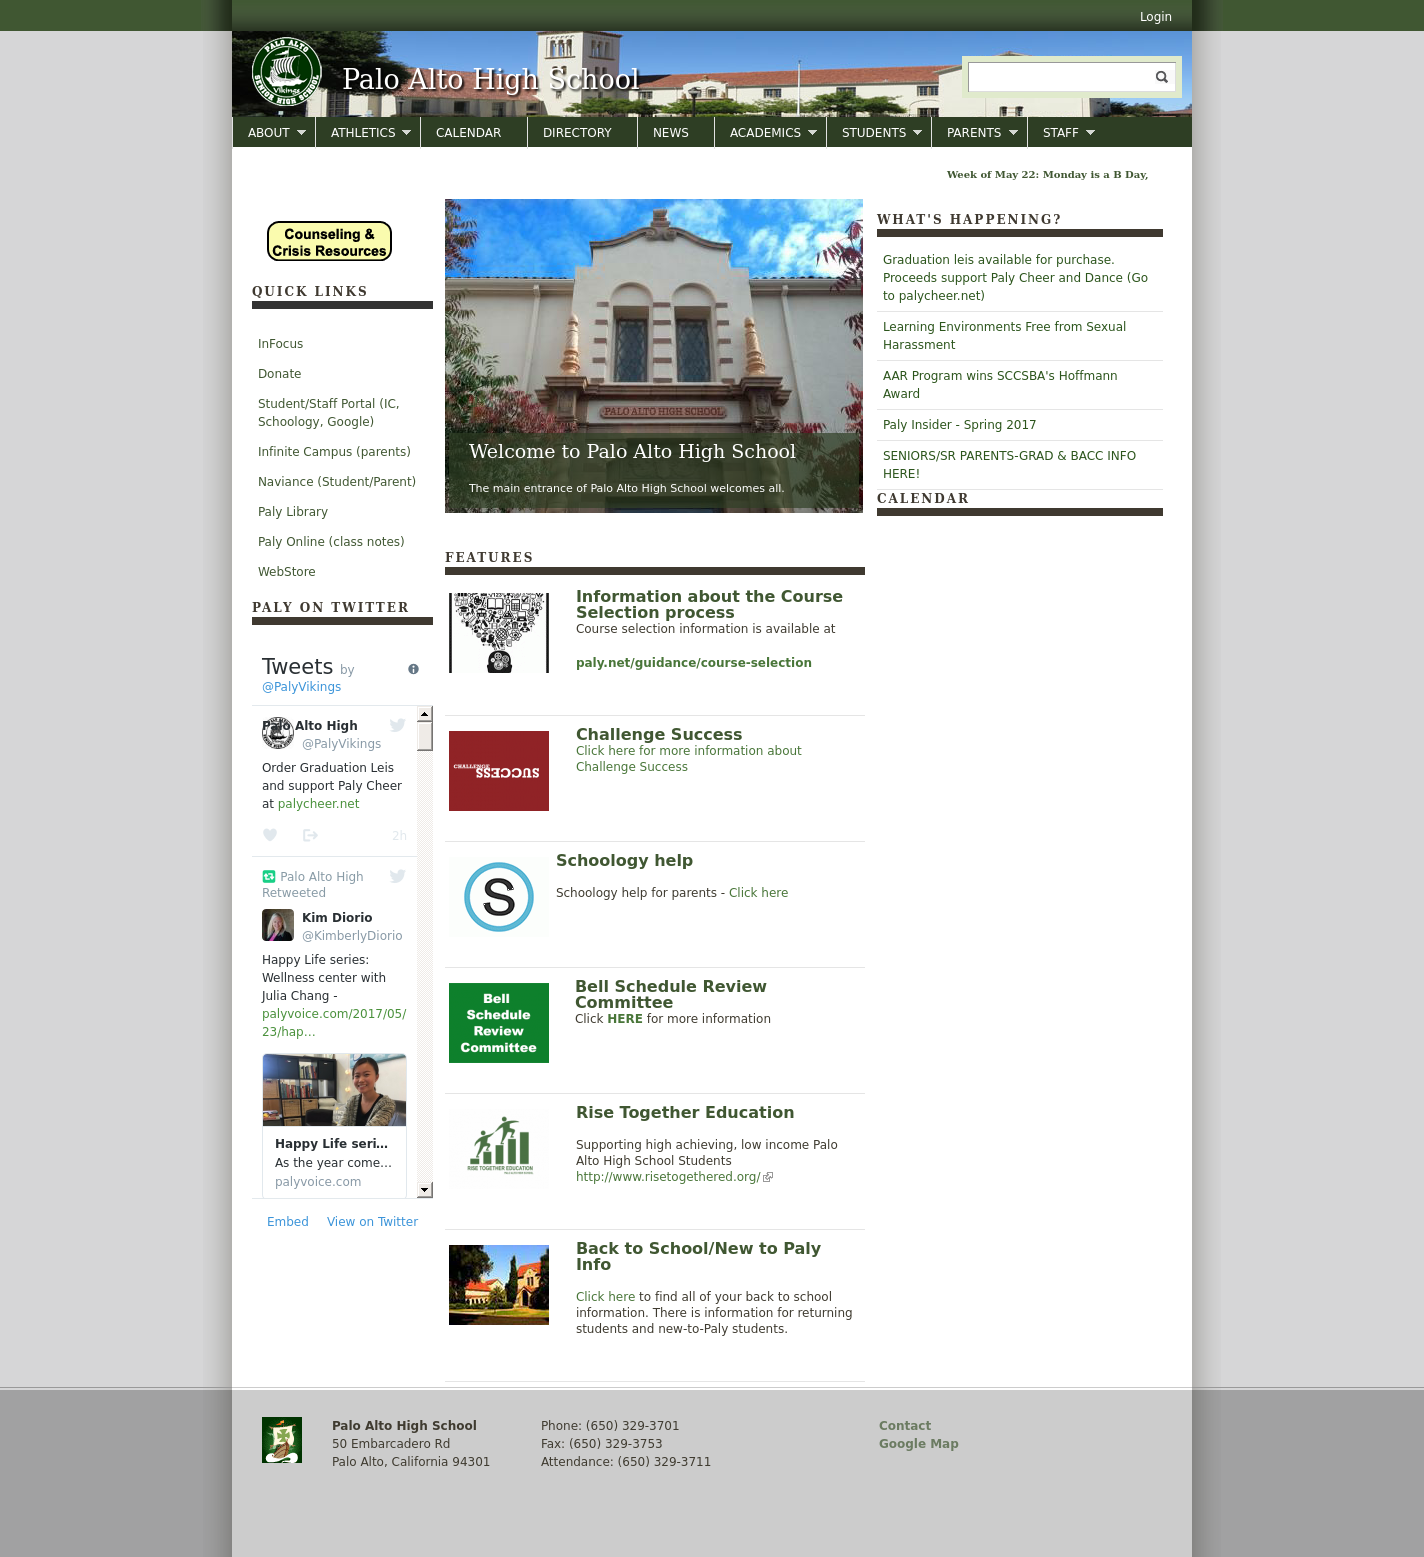 Login
PALO ALTO
SENIOR HIGH SCHOOL
Vikings
Palo Alto High School
ABOUT
ATHLETICS
CALENDAR
DIRECTORY
NEWS
ACADEMICS
STUDENTS
PARENTS
STAFF
Week of May 22: Monday is a B Day,
Counseling &
Crisis Resources
QUICK LINKS
InFocus
Donate
Student/Staff Portal (IC,
Schoology, Google)
Infinite Campus (parents)
Naviance (Student/Parent)
Paly Library
Paly Online (class notes)
WebStore
PALY ON TWITTER
Tweets by
@PalyVikings
Palo Alto High
@PalyVikings
Order Graduation Leis
and support Paly Cheer
at palycheer.net
2h
Palo Alto High
Retweeted
Kim Diorio
@KimberlyDiorio
Happy Life series:
Wellness center with
Julia Chang -
palyvoice.com/2017/05/
23/hap…
Happy Life seri…
As the year come…
palyvoice.com
Embed
View on Twitter
PALO ALTO HIGH SCHOOL
Welcome to Palo Alto High School
The main entrance of Palo Alto High School welcomes all.
FEATURES
Information about the Course
Selection process
Course selection information is available at
paly.net/guidance/course-selection
CHALLENGE
SUCCESS
Challenge Success
Click here for more information about
Challenge Success
S
Schoology help
Schoology help for parents - Click here
Bell
Schedule
Review
Committee
Bell Schedule Review
Committee
Click HERE for more information
RISE TOGETHER EDUCATION
Rise Together Education
Supporting high achieving, low income Palo
Alto High School Students
http://www.risetogethered.org/
Back to School/New to Paly
Info
Click here to find all of your back to school
information. There is information for returning
students and new-to-Paly students.
WHAT'S HAPPENING?
Graduation leis available for purchase.
Proceeds support Paly Cheer and Dance (Go
to palycheer.net)
Learning Environments Free from Sexual
Harassment
AAR Program wins SCCSBA's Hoffmann
Award
Paly Insider - Spring 2017
SENIORS/SR PARENTS-GRAD & BACC INFO
HERE!
CALENDAR
Palo Alto High School
50 Embarcadero Rd
Palo Alto, California 94301
Phone: (650) 329-3701
Fax: (650) 329-3753
Attendance: (650) 329-3711
Contact
Google Map